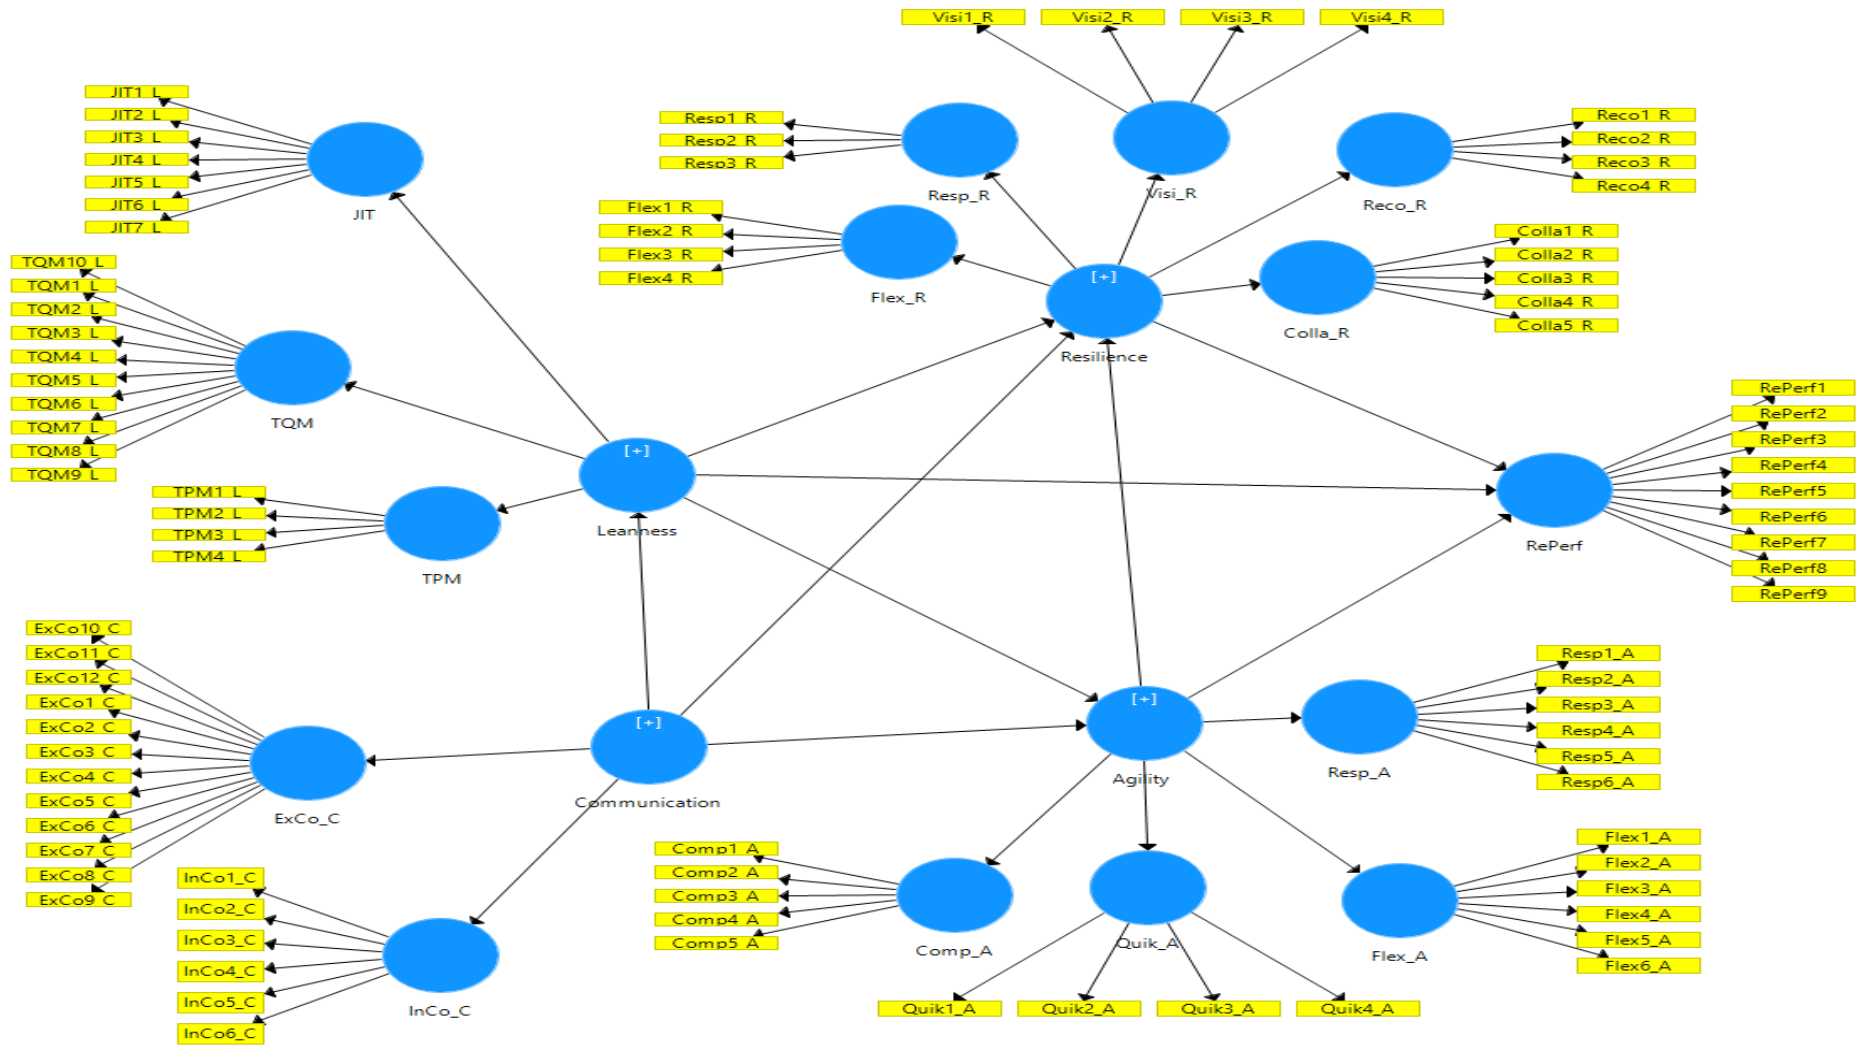 Visi1_R
Visi2_R
Visi3_R
Visi4_R
JIT1_L
JIT2_L
JIT3_L
JIT4_L
JIT5_L
JIT6_L
JIT7_L
JIT
Resp1_R
Resp2_R
Resp3_R
Resp_R
Visi_R
Reco1_R
Reco2_R
Reco3_R
Reco4_R
Reco_R
Flex1_R
Flex2_R
Flex3_R
Flex4_R
Flex_R
[+]
Resilience
Colla1_R
Colla2_R
Colla3_R
Colla4_R
Colla5_R
Colla_R
TQM10_L
TQM1_L
TQM2_L
TQM3_L
TQM4_L
TQM5_L
TQM6_L
TQM7_L
TQM8_L
TQM9_L
TQM
[+]
Leanness
TPM1_L
TPM2_L
TPM3_L
TPM4_L
TPM
RePerf1
RePerf2
RePerf3
RePerf4
RePerf5
RePerf6
RePerf7
RePerf8
RePerf9
RePerf
ExCo10_C
ExCo11_C
ExCo12_C
ExCo1_C
ExCo2_C
ExCo3_C
ExCo4_C
ExCo5_C
ExCo6_C
ExCo7_C
ExCo8_C
ExCo9_C
ExCo_C
[+]
Communication
[+]
Agility
Resp1_A
Resp2_A
Resp3_A
Resp4_A
Resp5_A
Resp6_A
Resp_A
InCo1_C
InCo2_C
InCo3_C
InCo4_C
InCo5_C
InCo6_C
InCo_C
Comp1_A
Comp2_A
Comp3_A
Comp4_A
Comp5_A
Comp_A
Quik_A
Quik1_A
Quik2_A
Quik3_A
Quik4_A
Flex1_A
Flex2_A
Flex3_A
Flex4_A
Flex5_A
Flex6_A
Flex_A